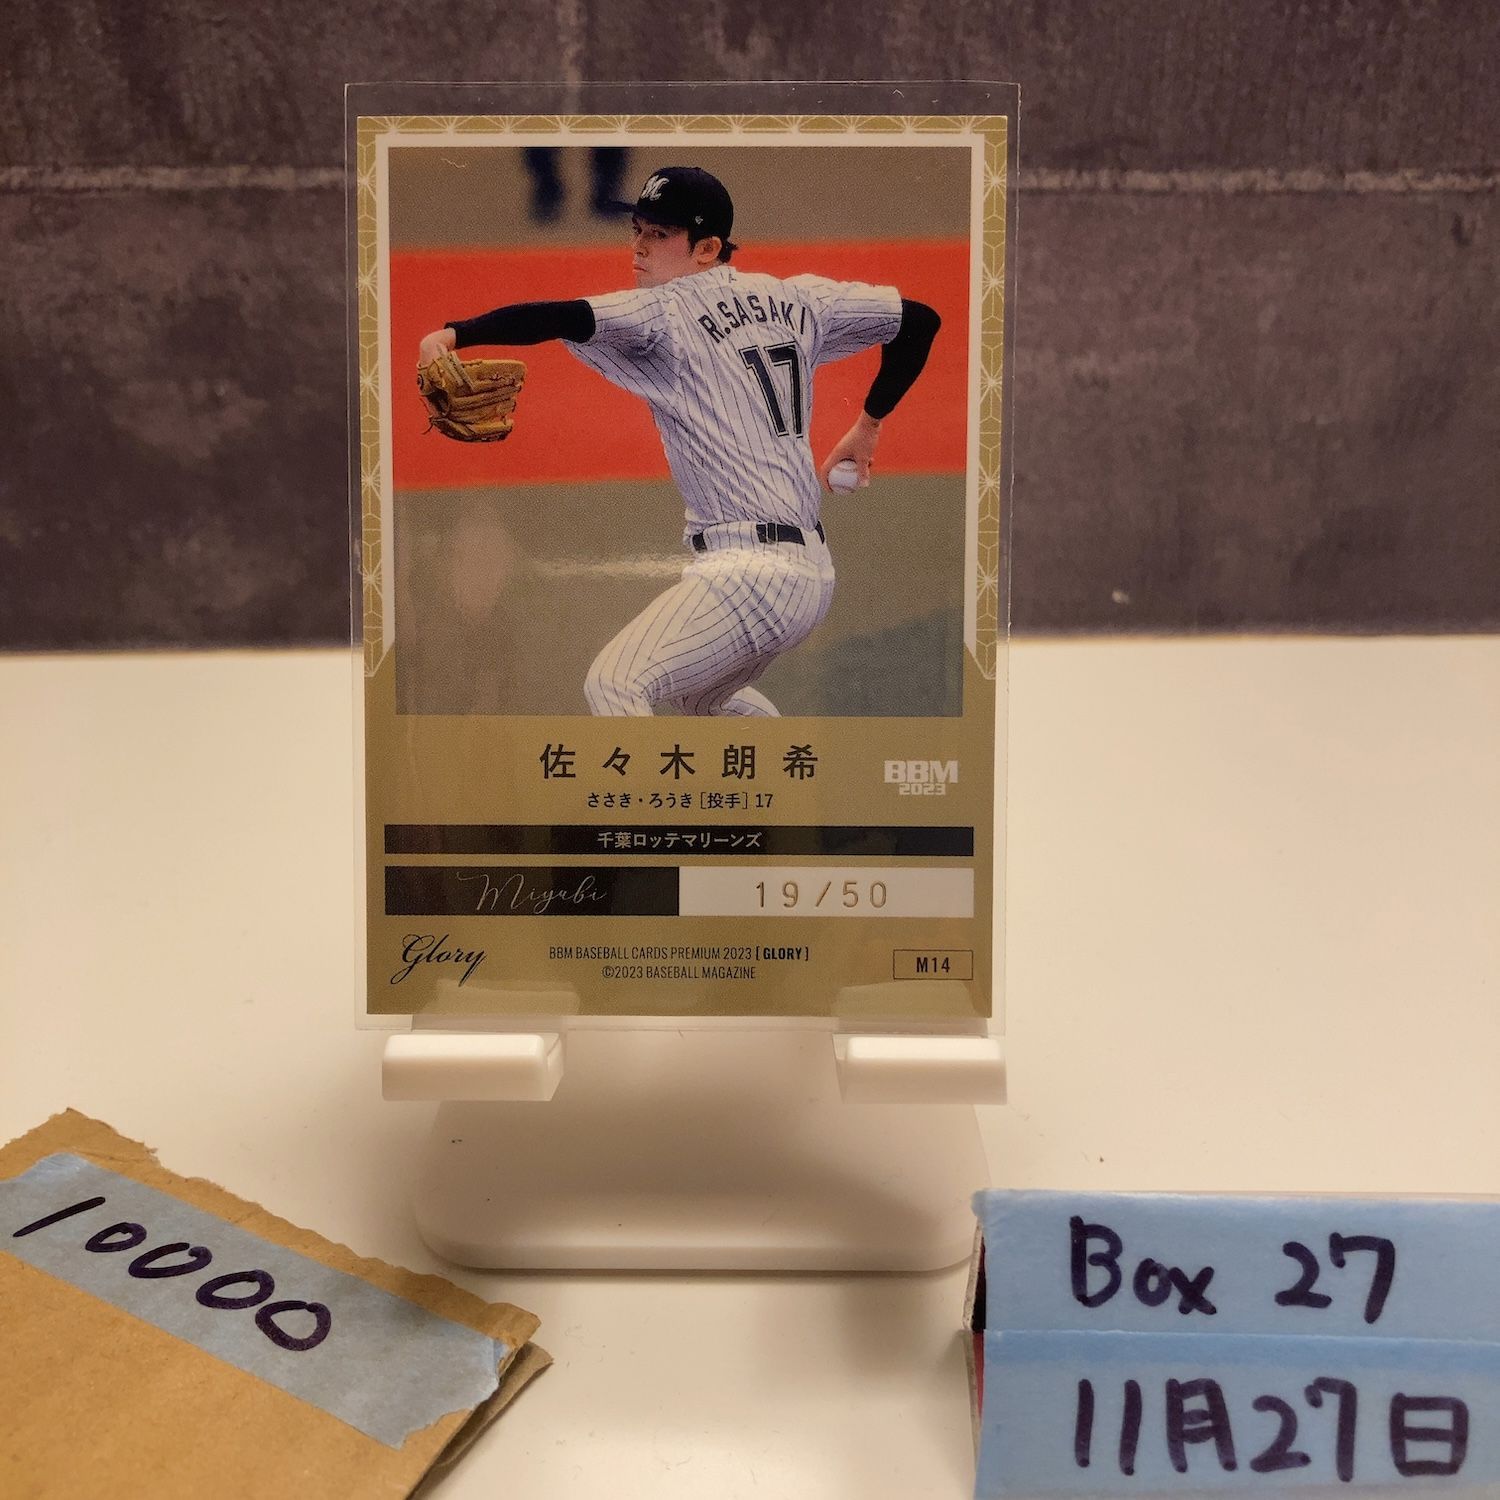 R.SASAKI
17
佐々木朗希
BBM
2023
ささき・ろうき[投手]17
千葉ロッテマリーンズ
Miyabi
19/50
Glory
BBM BASEBALL CARDS PREMIUM 2023 [GLORY]
©2023 BASEBALL MAGAZINE
M14
10000
Box 27
11月27日